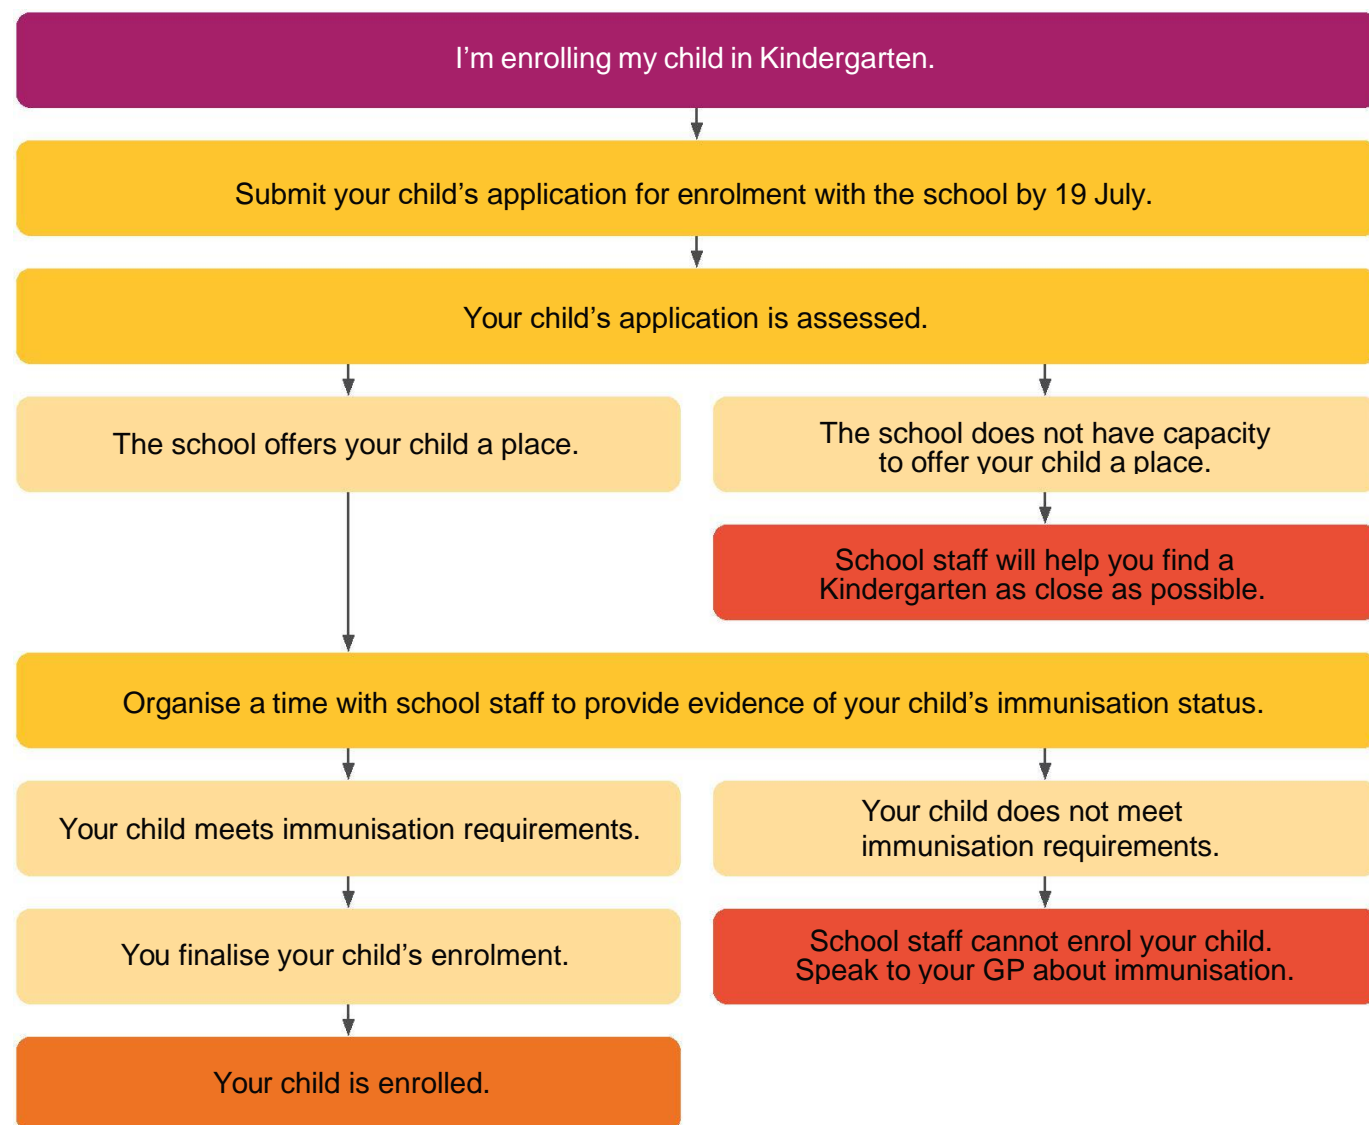 I’m enrolling my child in Kindergarten.
Submit your child’s application for enrolment with the school by 19 July.
Your child’s application is assessed.
The school offers your child a place.
The school does not have capacity
to offer your child a place.
School staff will help you find a
Kindergarten as close as possible.
Organise a time with school staff to provide evidence of your child’s immunisation status.
Your child meets immunisation requirements.
Your child does not meet
immunisation requirements.
You finalise your child’s enrolment.
School staff cannot enrol your child.
Speak to your GP about immunisation.
Your child is enrolled.